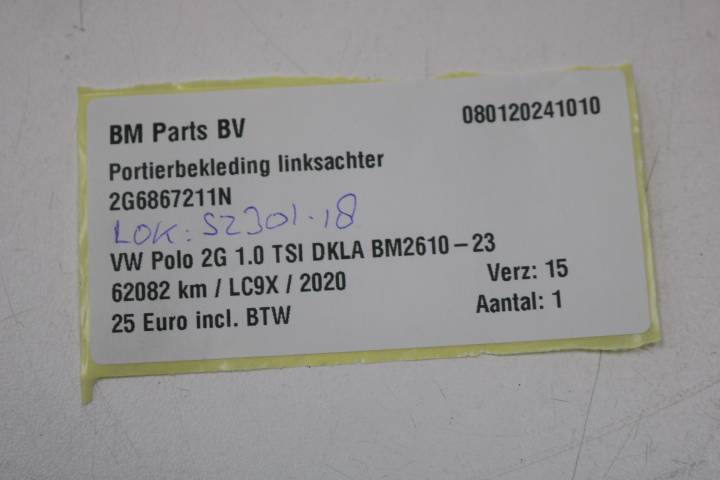 BM Parts BV 080120241010
Portierbekleding linksachter
2G6867211N
LOK: S2301.18
VW Polo 2G 1.0 TSI DKLA BM2610-23
62082 km / LC9X / 2020 Verz: 15
25 Euro incl. BTW Aantal: 1